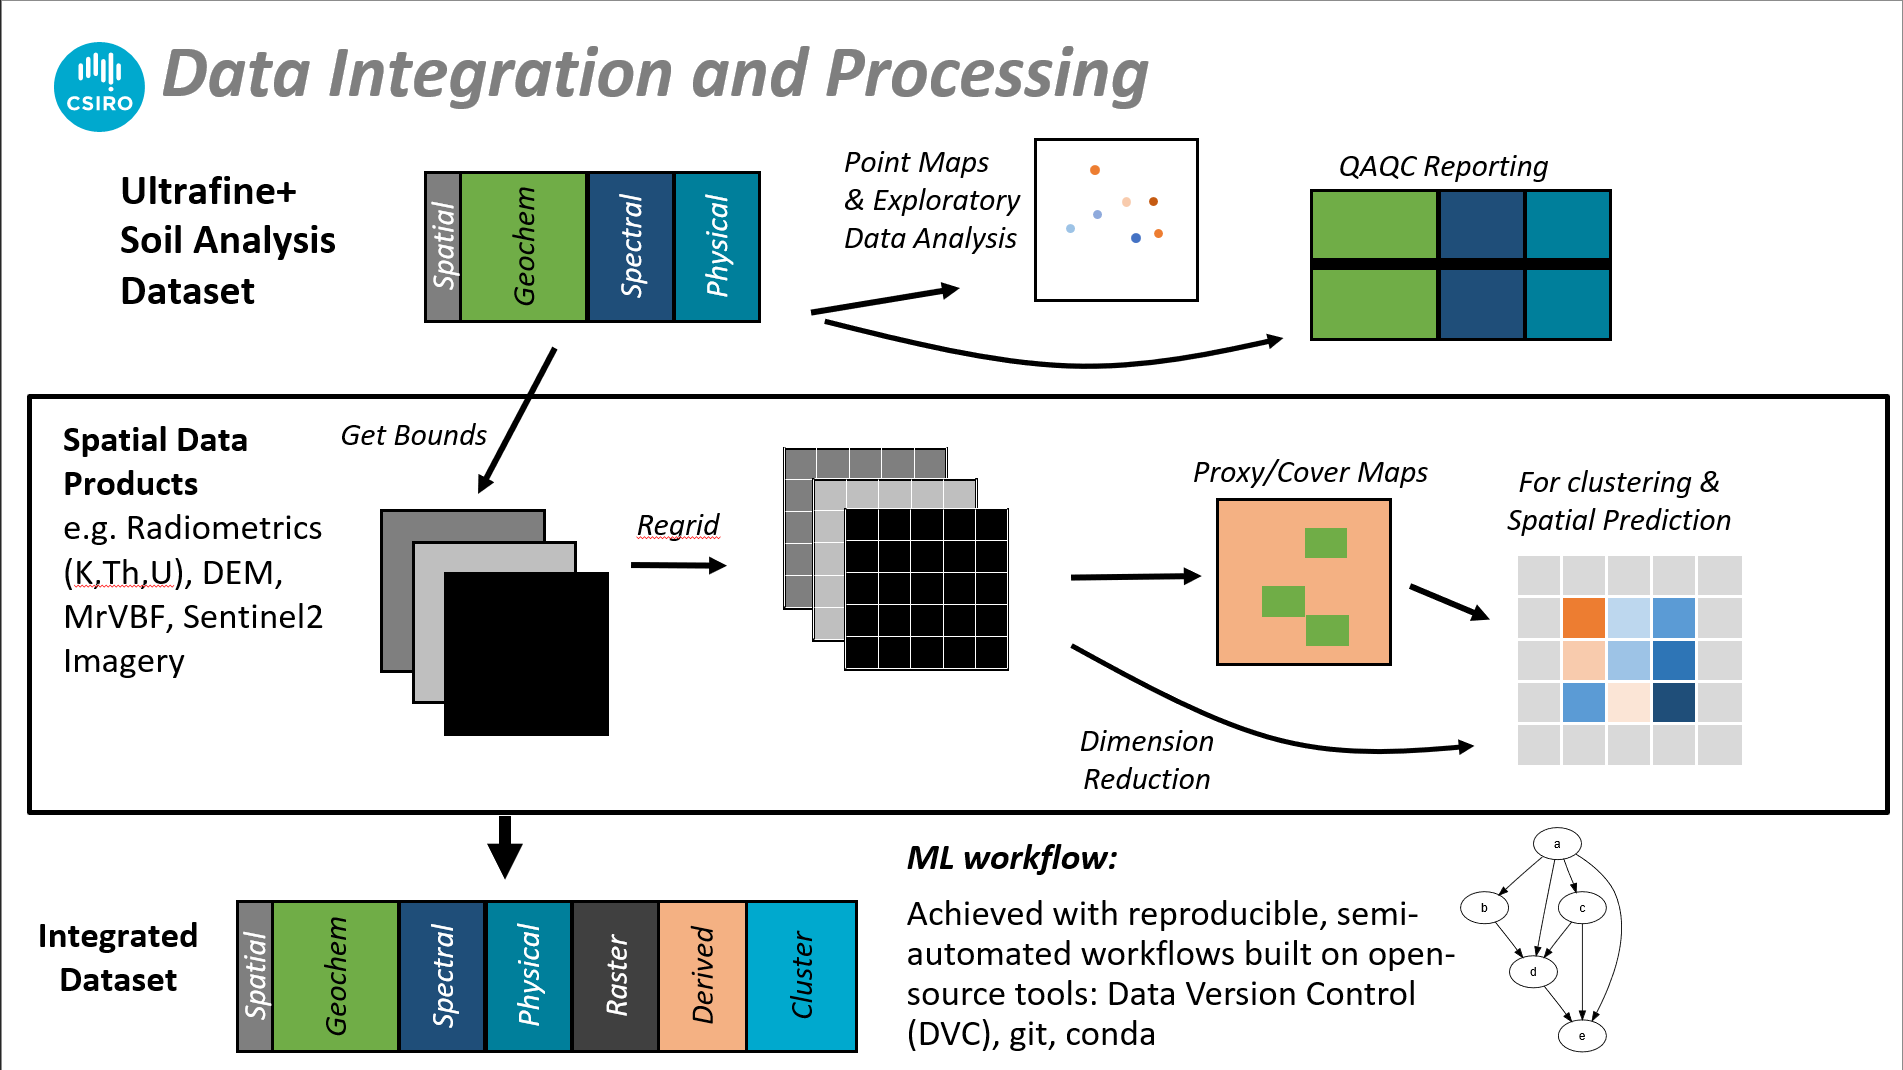 CSIRO
Data Integration and Processing
Ultrafine+
Soil Analysis
Dataset
Spatial
Geochem
Spectral
Physical
Point Maps
& Exploratory
Data Analysis
QAQC Reporting
Spatial Data
Products
e.g. Radiometrics
(K,Th,U), DEM,
MrVBF, Sentinel2
Imagery
Get Bounds
Regrid
Proxy/Cover Maps
For clustering &
Spatial Prediction
Dimension
Reduction
Integrated
Dataset
Spatial
Geochem
Spectral
Physical
Raster
Derived
Cluster
ML workflow:
Achieved with reproducible, semi-
automated workflows built on open-
source tools: Data Version Control
(DVC), git, conda
a
b
c
d
e